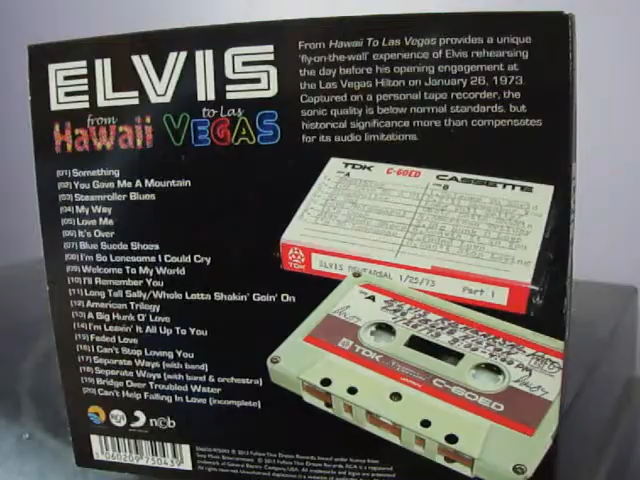 ELVIS
from Hawaii to Las VEGAS
From Hawaii To Las Vegas provides a unique
'fly-on-the-wall' experience of Elvis rehearsing
the day before his opening engagement at
the Las Vegas Hilton on January 26, 1973.
Captured on a personal tape recorder, the
sonic quality is below normal standards, but
historical significance more than compensates
for its audio limitations.
(01) Something
(02) You Gave Me A Mountain
(03) Steamroller Blues
(04) My Way
(05) Love Me
(06) It's Over
(07) Blue Suede Shoes
(08) I'm So Lonesome I Could Cry
(09) Welcome To My World
(10) I'll Remember You
(11) Long Tall Sally/Whole Lotta Shakin' Goin' On
(12) American Trilogy
(13) A Big Hunk O' Love
(14) I'm Leavin' It All Up To You
(15) Faded Love
(16) I Can't Stop Loving You
(17) Separate Ways (with band)
(18) Separate Ways (with band & orchestra)
(19) Bridge Over Troubled Water
(20) Can't Help Falling In Love (incomplete)
TDK C-60ED CASSETTE
A B
TDK
ELVIS REHEARSAL 1/25/73 Part 1
A
TDK
C-60ED
RCA
ncb
5 060209 750439